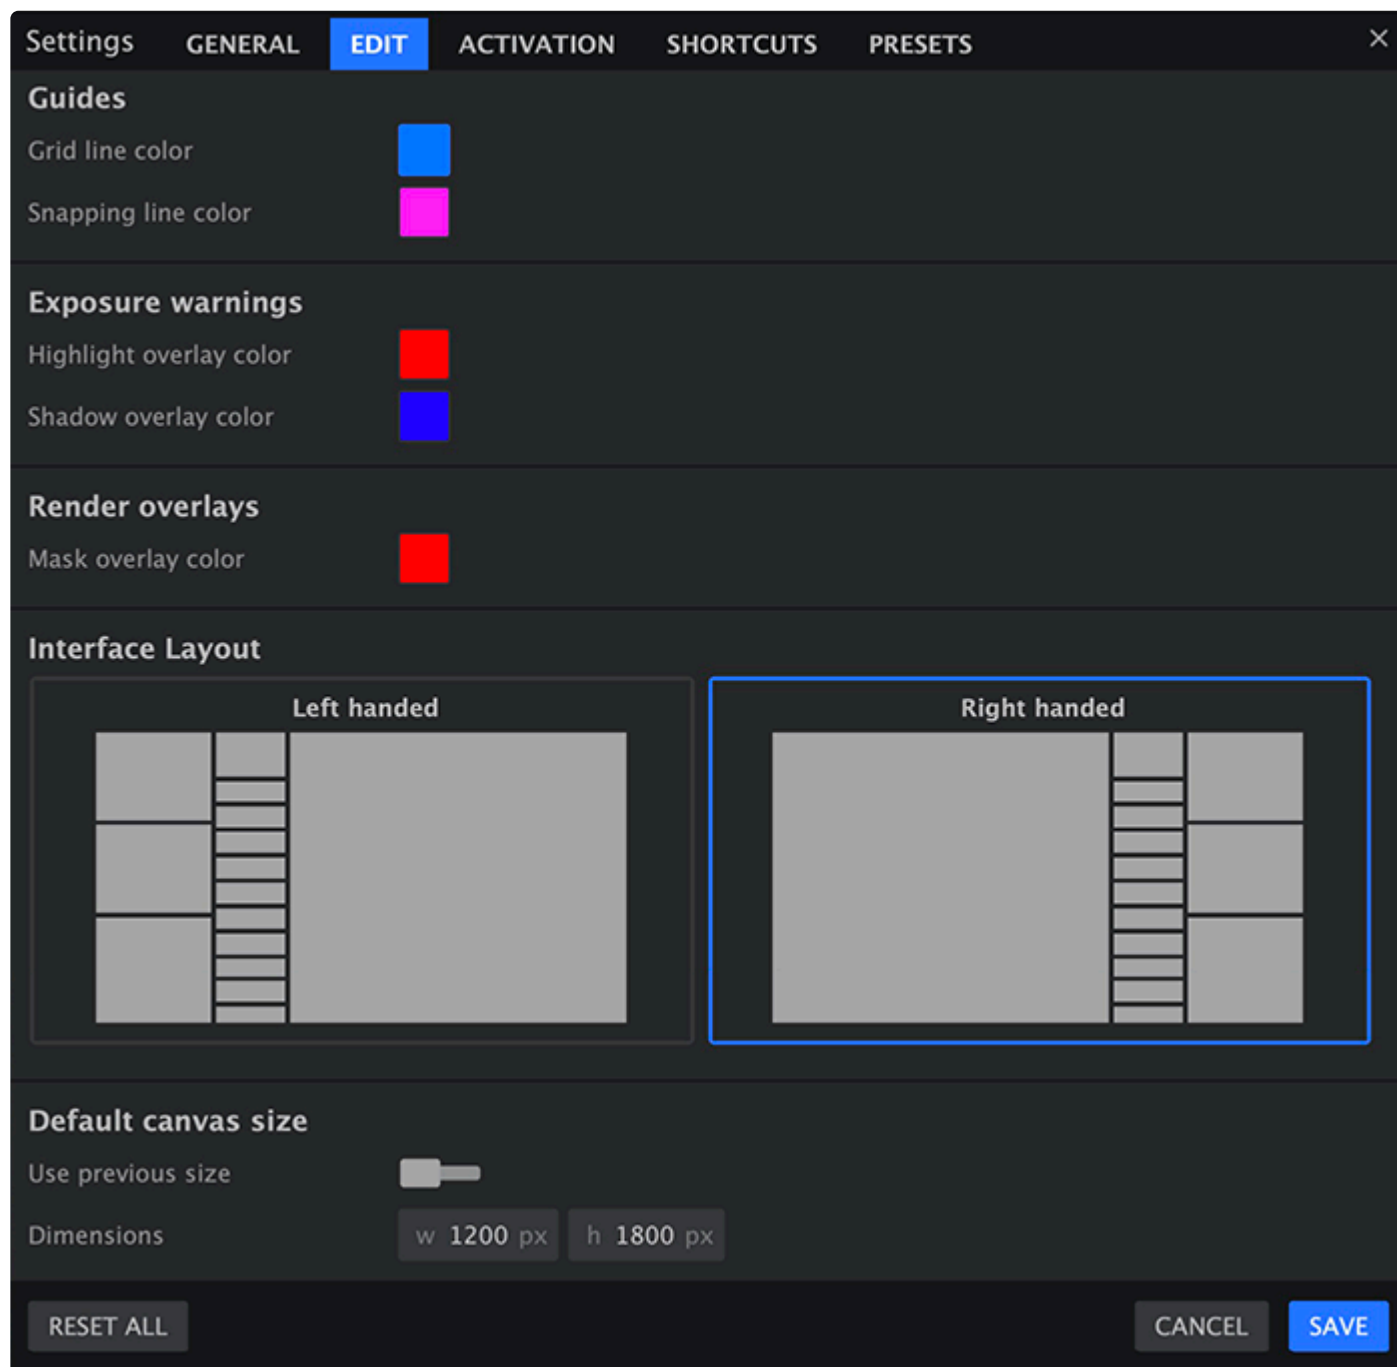 Settings GENERAL EDIT ACTIVATION SHORTCUTS PRESETS
Guides
Grid line color
Snapping line color
Exposure warnings
Highlight overlay color
Shadow overlay color
Render overlays
Mask overlay color
Interface Layout
Left handed Right handed
Default canvas size
Use previous size
Dimensions w 1200 px h 1800 px
RESET ALL CANCEL SAVE